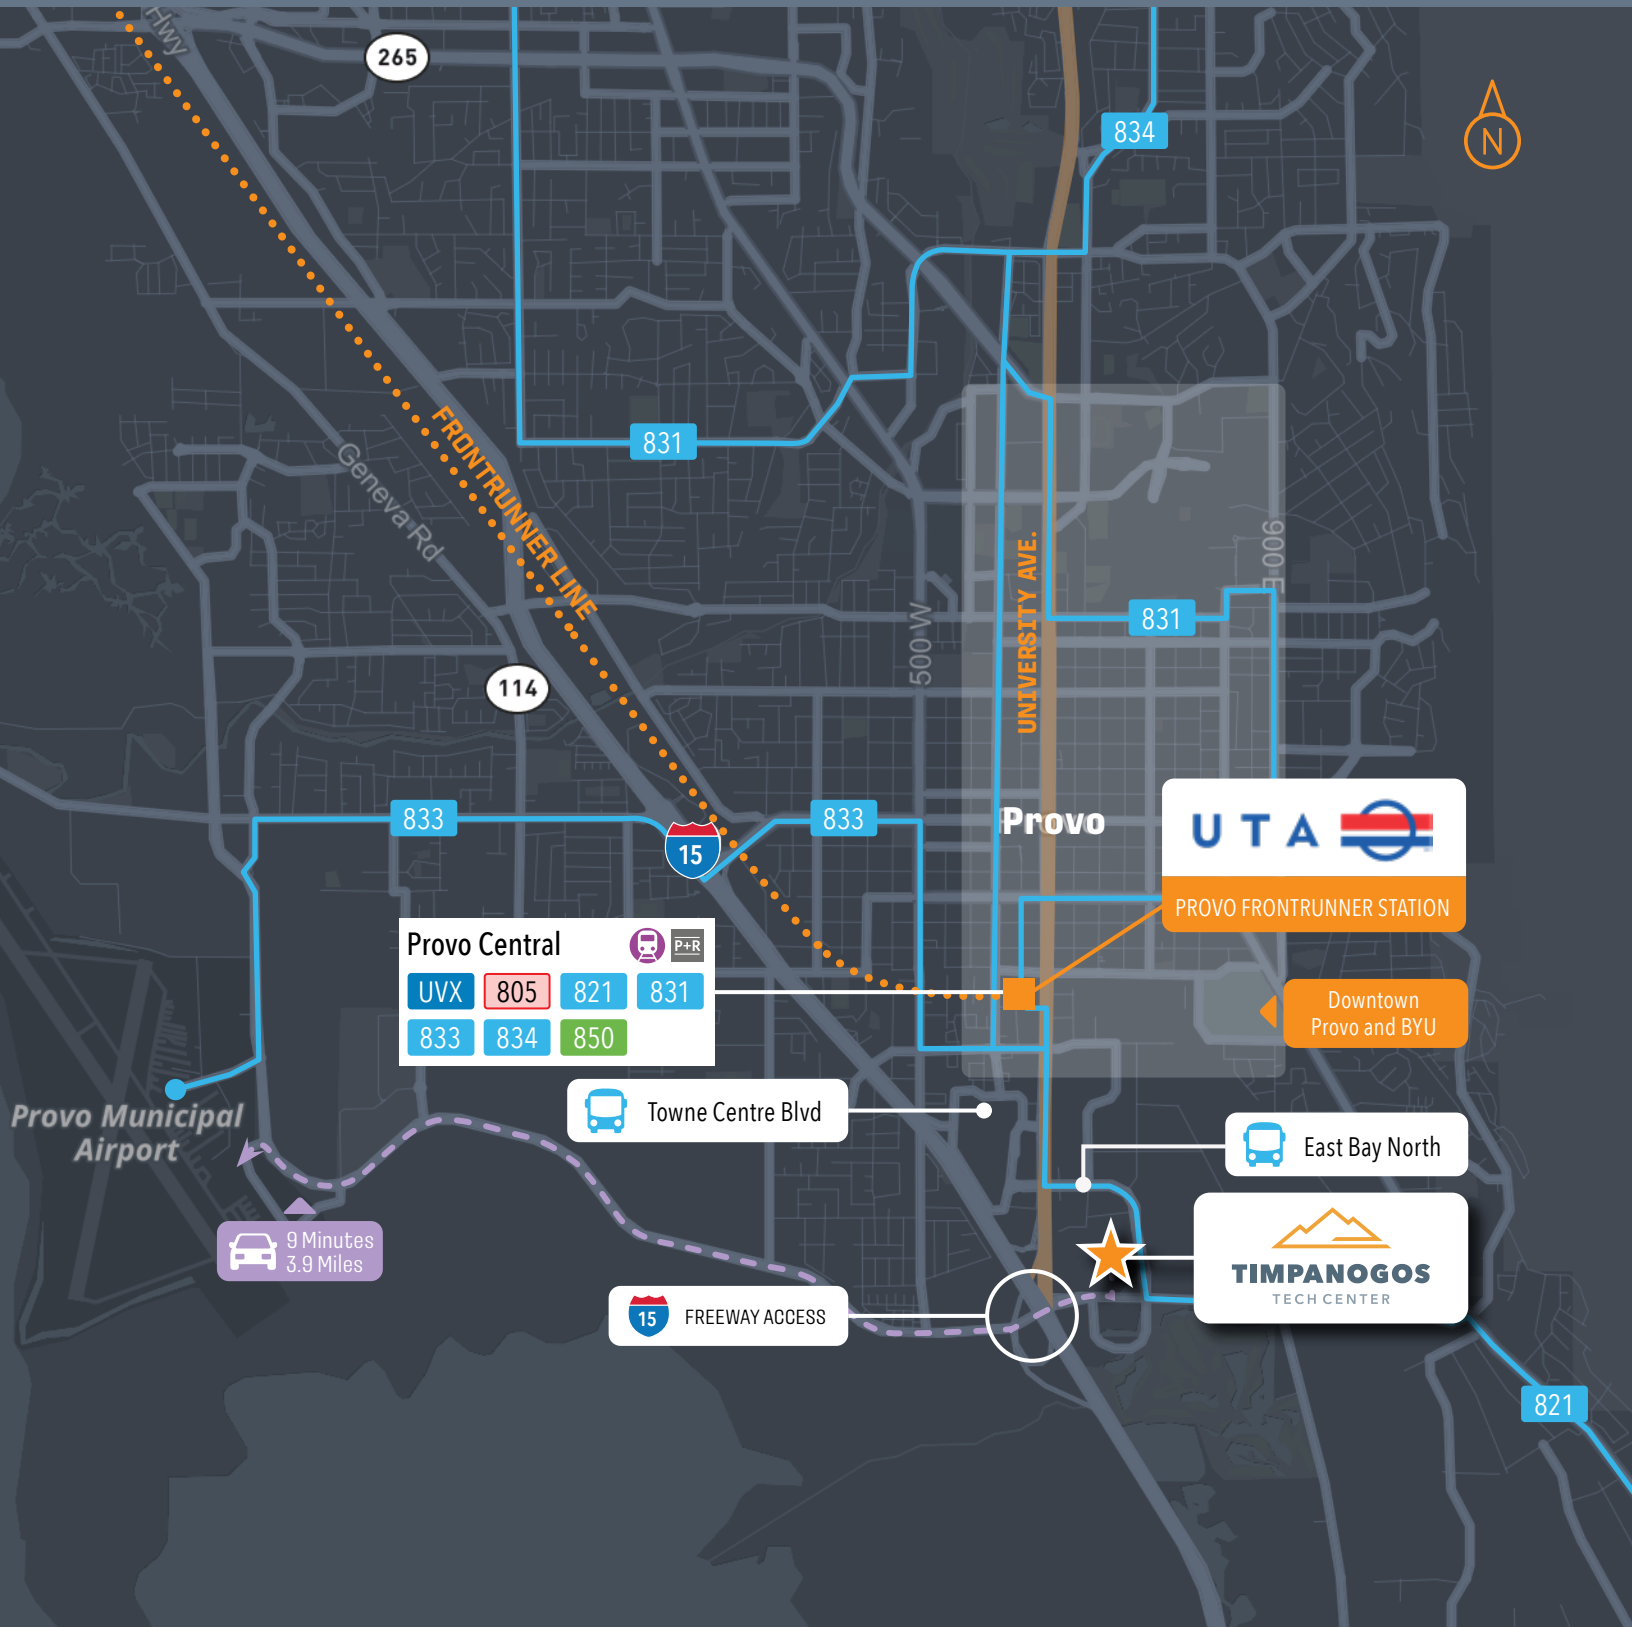 Hwy
265
N
834
831
FRONTRUNNER LINE
Geneva Rd
900 E
UNIVERSITY AVE.
500 W
831
114
833
15
833
Provo
UTA
PROVO FRONTRUNNER STATION
Provo Central
P+R
UVX 805 821 831
833 834 850
Downtown
Provo and BYU
Towne Centre Blvd
Provo Municipal
Airport
East Bay North
9 Minutes
3.9 Miles
TIMPANOGOS
TECH CENTER
15 FREEWAY ACCESS
821